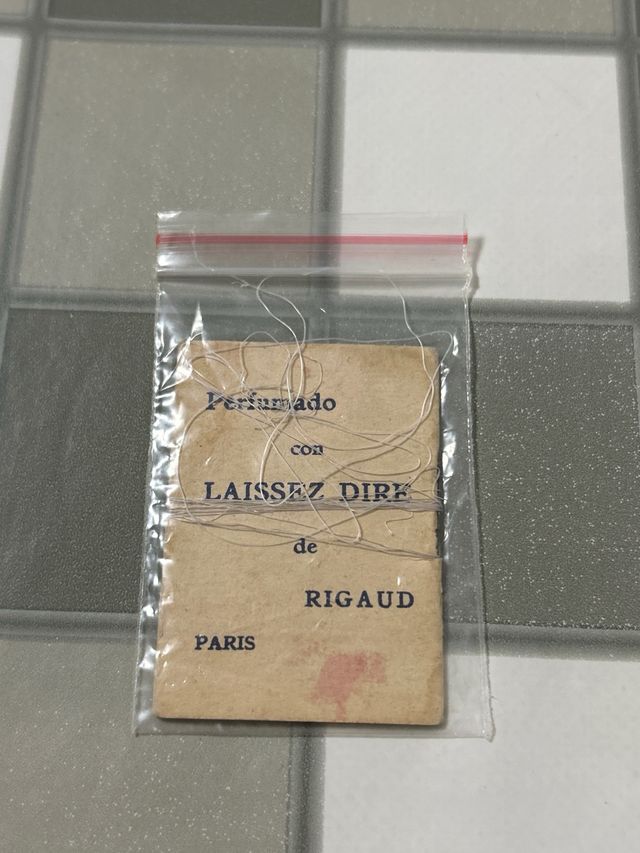 Perfumado
con
LAISSEZ DIRE
de
RIGAUD
PARIS